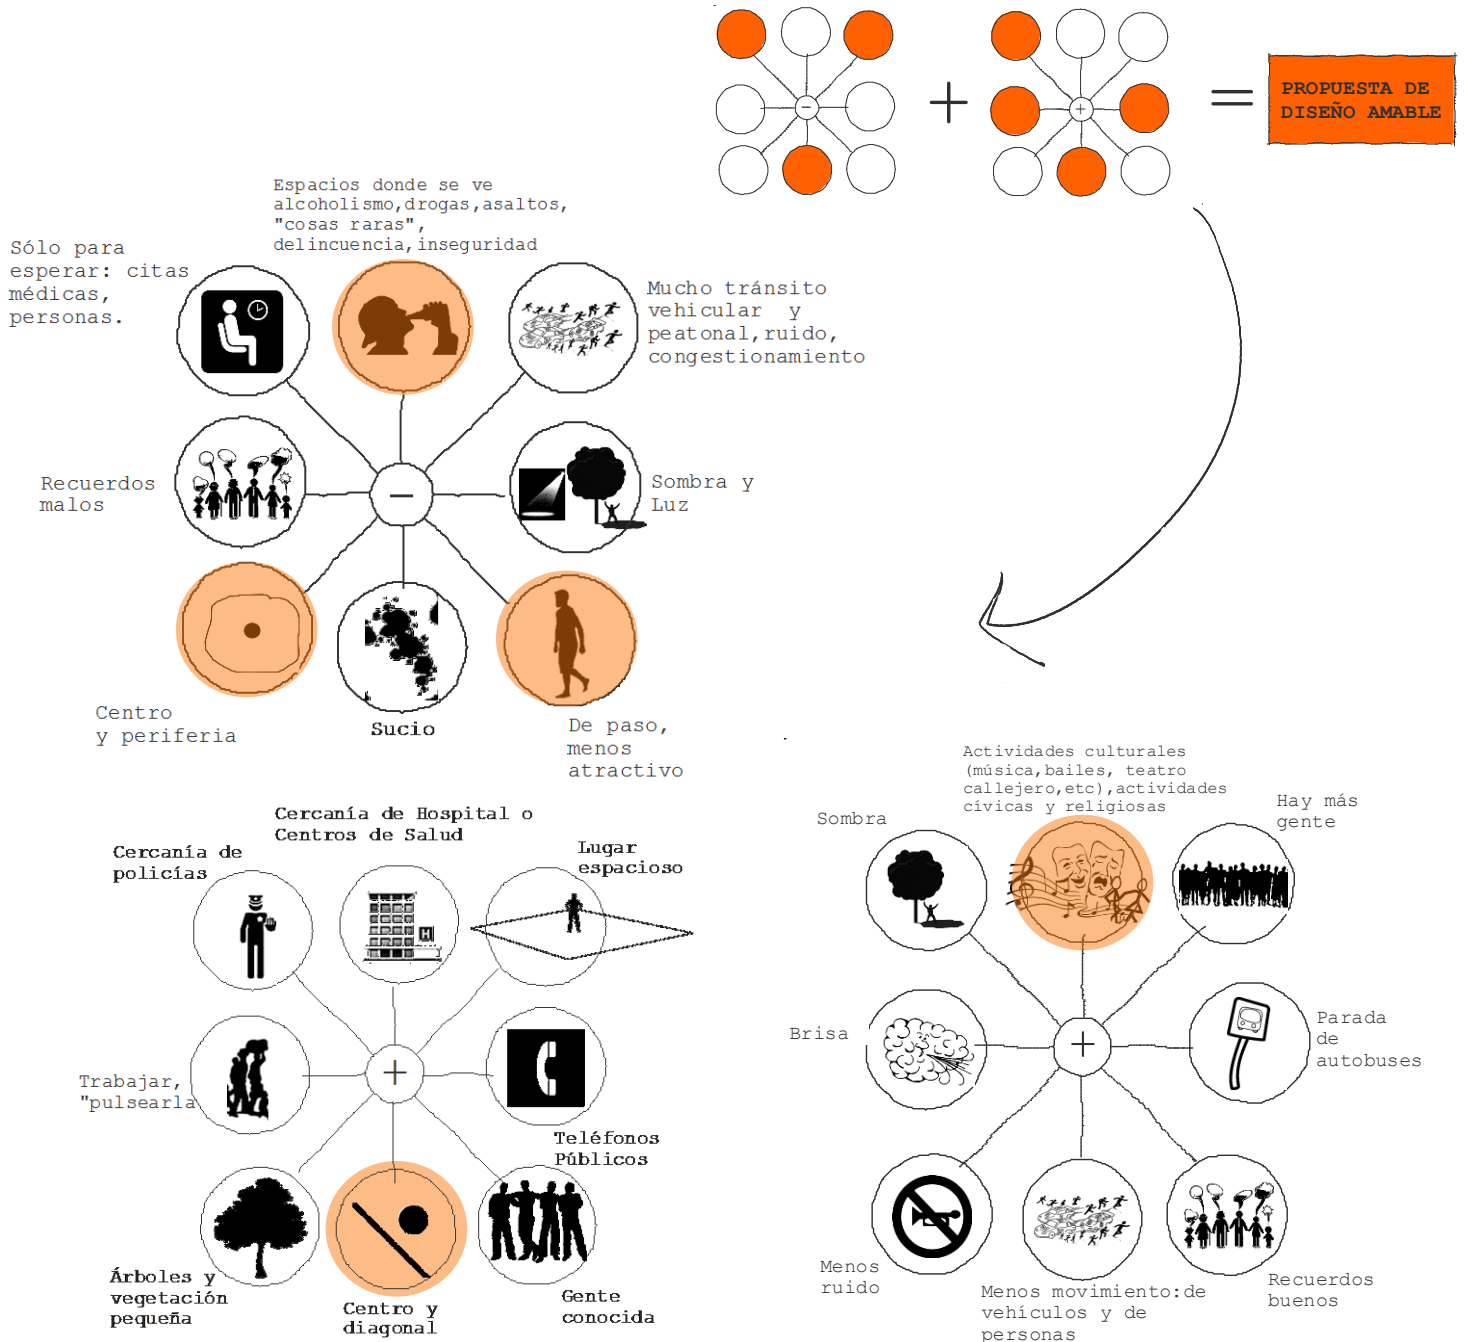 PROPUESTA DE
DISEÑO AMABLE
Espacios donde se ve
alcoholismo,drogas,asaltos,
"cosas raras",
delincuencia,inseguridad
Sólo para
esperar: citas
médicas,
personas.
Mucho tránsito
vehicular y
peatonal,ruido,
congestionamiento
Recuerdos
malos
Sombra y
Luz
Centro
y periferia
Sucio
De paso,
menos
atractivo
Cercanía de Hospital o
Centros de Salud
Cercanía de
policías
Lugar
espacioso
H
Trabajar,
"pulsearla
Teléfonos
Públicos
Árboles y
vegetación
pequeña
Centro y
diagonal
Gente
conocida
Actividades culturales
(música,bailes, teatro
callejero,etc),actividades
cívicas y religiosas
Sombra
Hay más
gente
Brisa
Parada
de
autobuses
Menos
ruido
Menos movimiento:de
vehículos y de
personas
Recuerdos
buenos